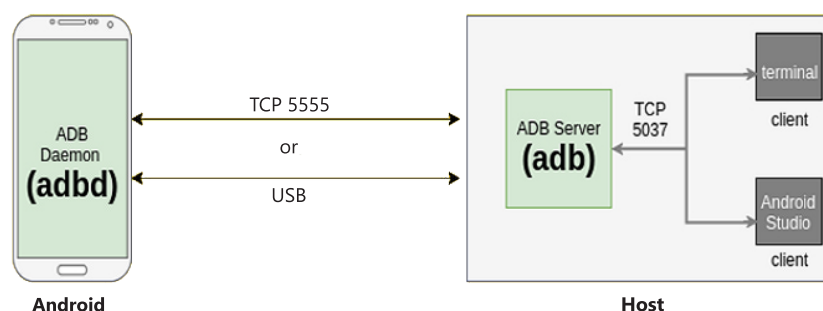 ADB
Daemon
(adbd)
Android
TCP 5555
or
USB
ADB Server
(adb)
TCP
5037
terminal
client
Android
Studio
client
Host